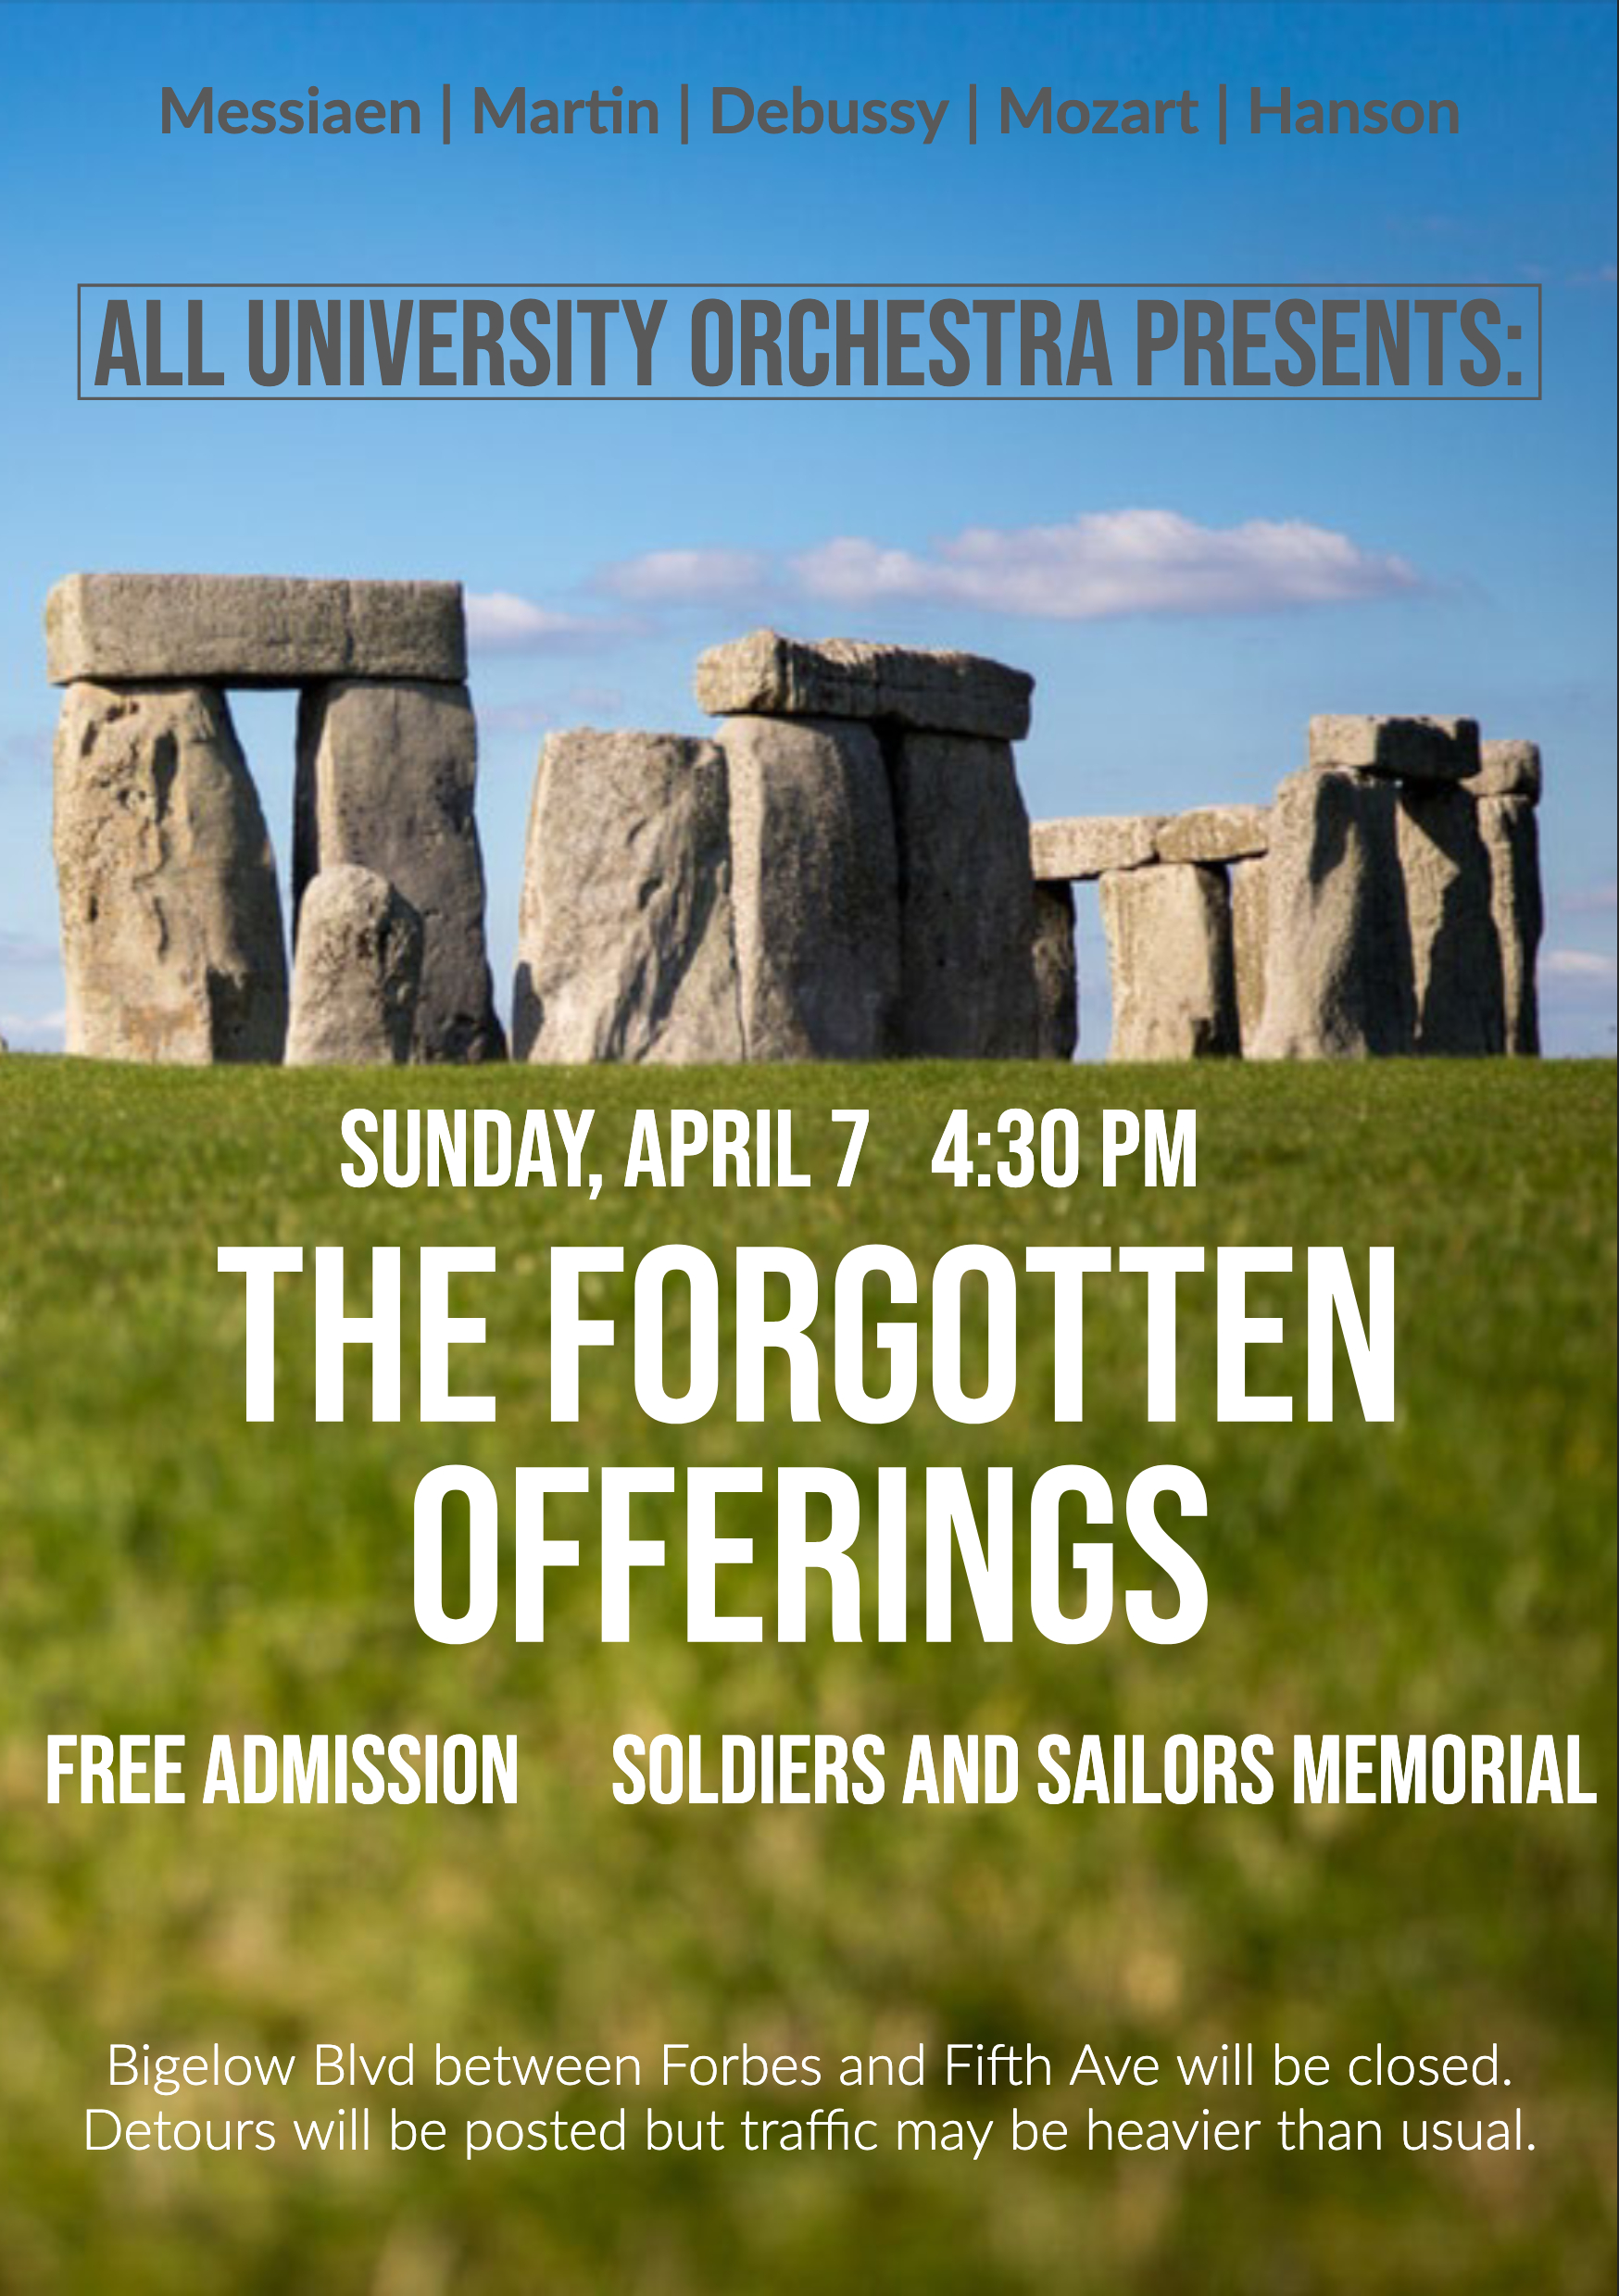 Messiaen | Martin | Debussy | Mozart | Hanson
ALL UNIVERSITY ORCHESTRA PRESENTS:
SUNDAY, APRIL 7 4:30 PM
THE FORGOTTEN
OFFERINGS
FREE ADMISSION SOLDIERS AND SAILORS MEMORIAL
Bigelow Blvd between Forbes and Fifth Ave will be closed.
Detours will be posted but traffic may be heavier than usual.